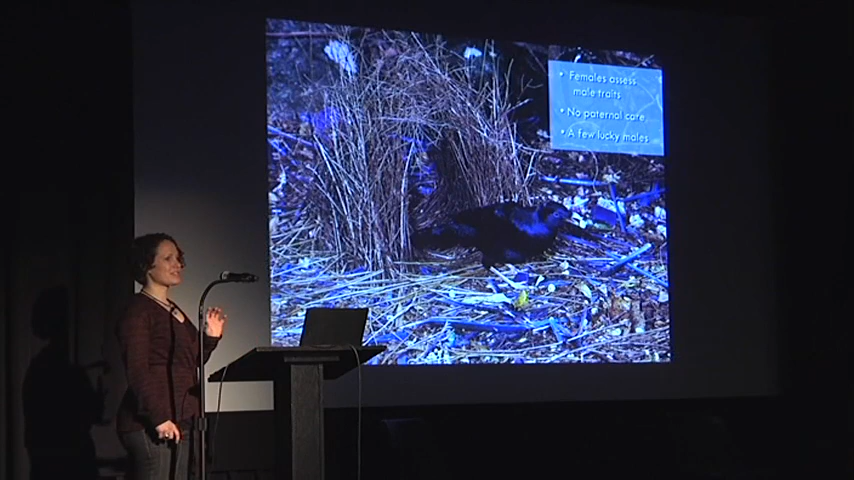 • Females assess
male traits
• No paternal care
• A few lucky males